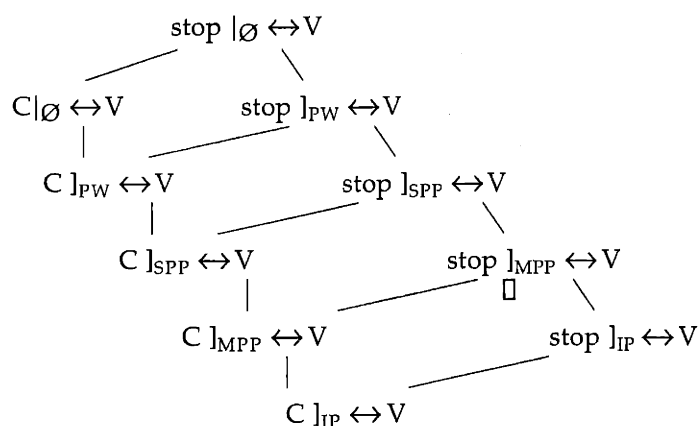 stop |Ø ↔V
C|Ø ↔V stop ]PW ↔V
C ]PW ↔V stop ]SPP ↔V
C ]SPP ↔V stop ]MPP ↔V
C ]MPP ↔V stop ]IP ↔V
C ]IP ↔V